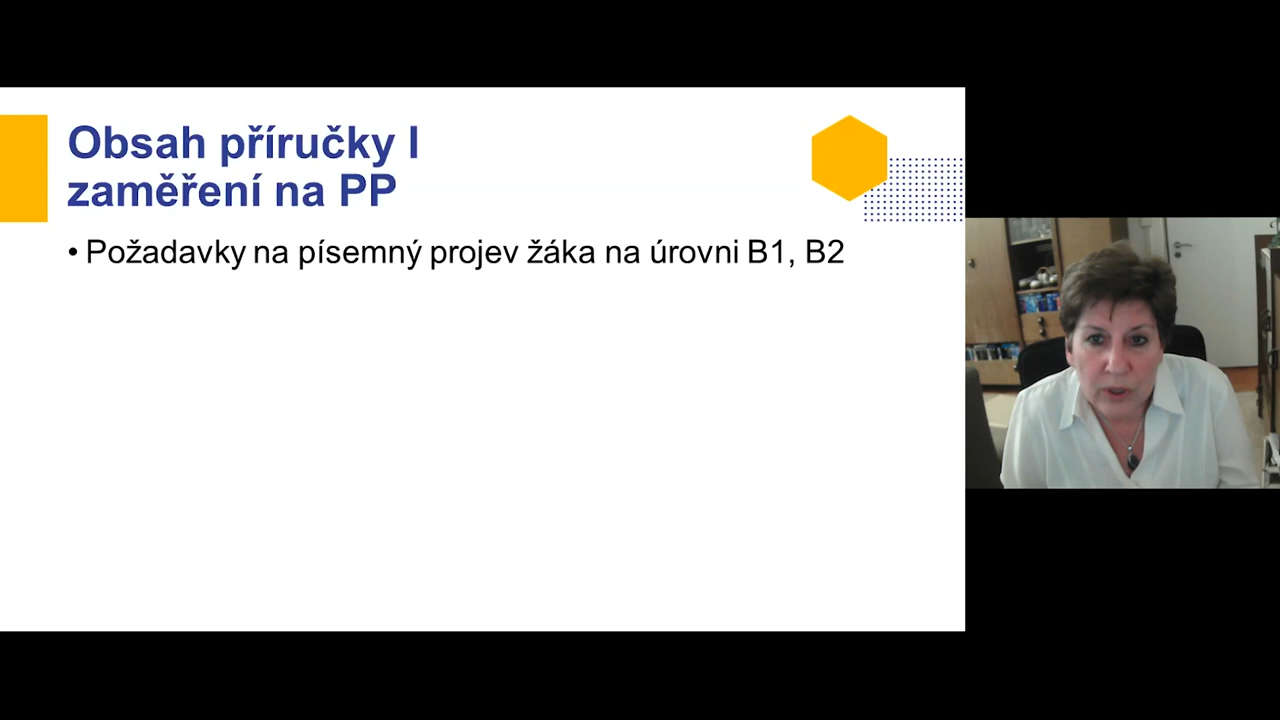 Obsah příručky I
zaměření na PP
• Požadavky na písemný projev žáka na úrovni B1, B2